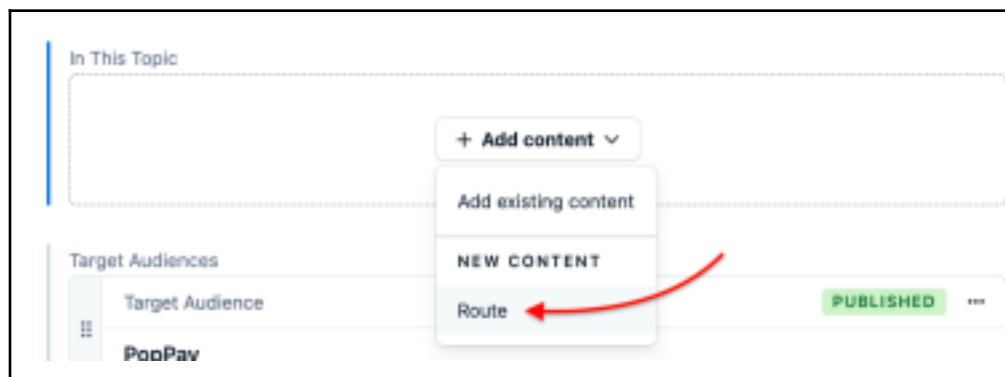 In This Topic
+ Add content
Add existing content
Target Audiences
NEW CONTENT
Target Audience
Route
PUBLISHED
PopPay